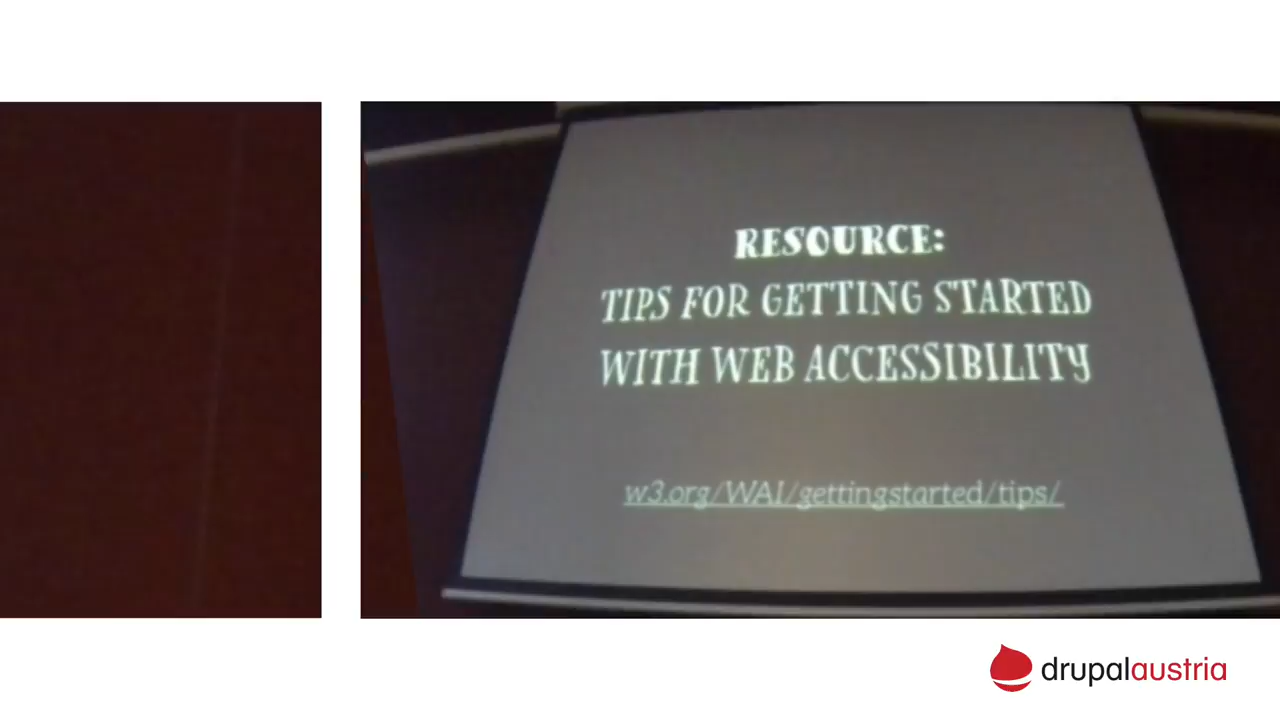 RESOURCE:
TIPS FOR GETTING STARTED
WITH WEB ACCESSIBILITY
w3.org/WAI/gettingstarted/tips/
drupalaustria